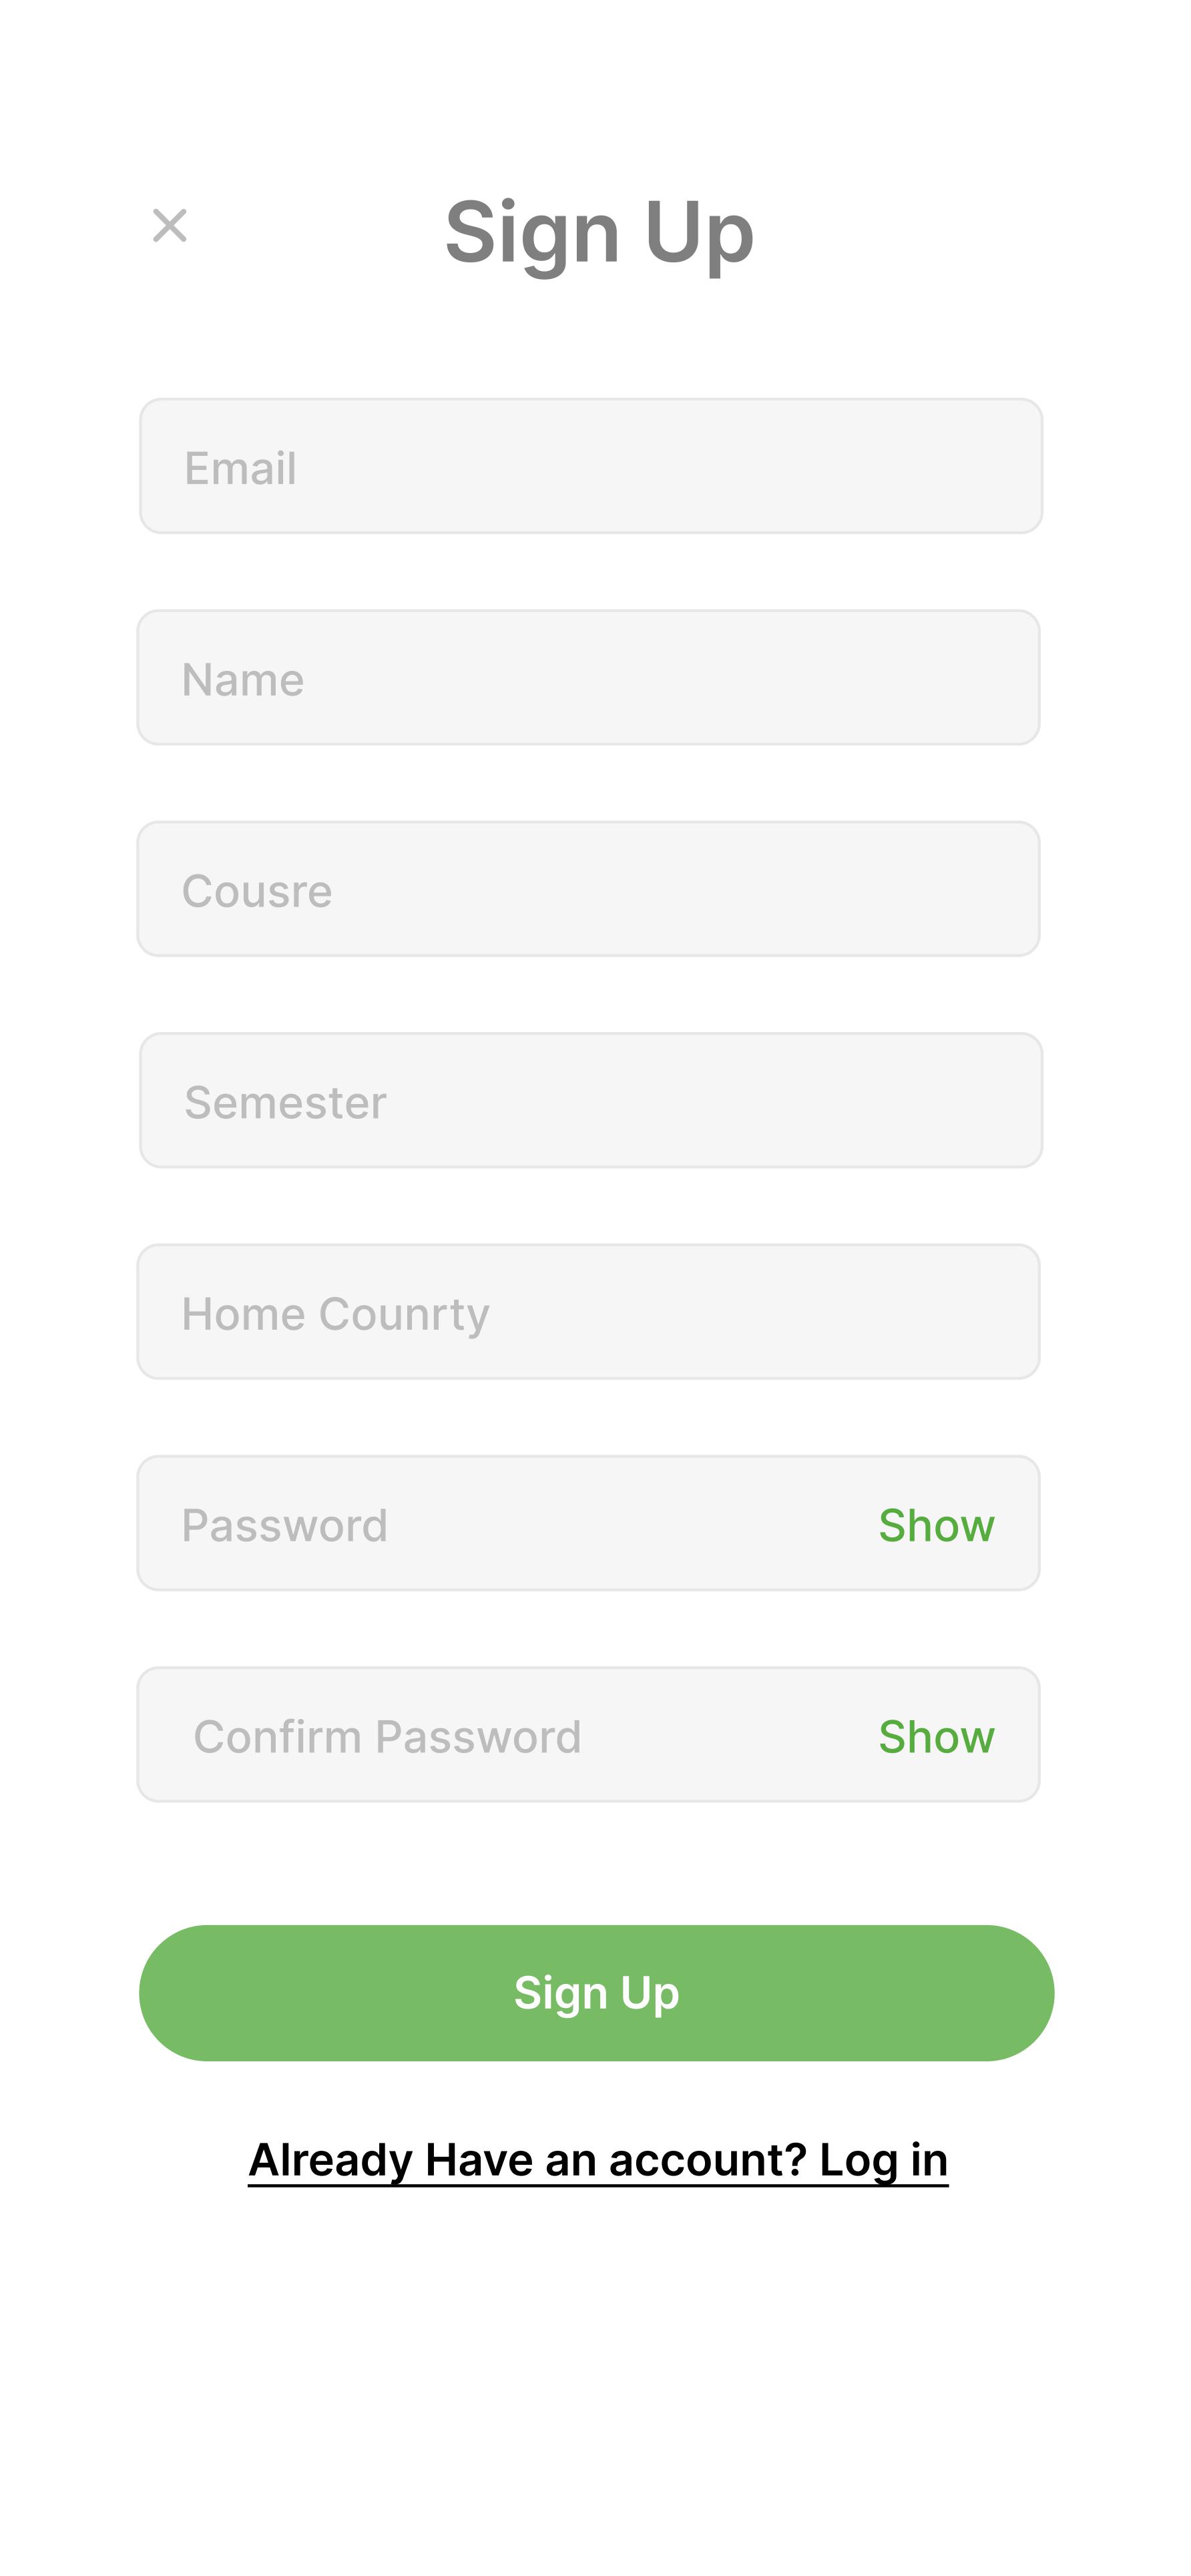 Sign Up
Email
Name
Cousre
Semester
Home Counrty
Password Show
Confirm Password Show
Sign Up
Already Have an account? Log in